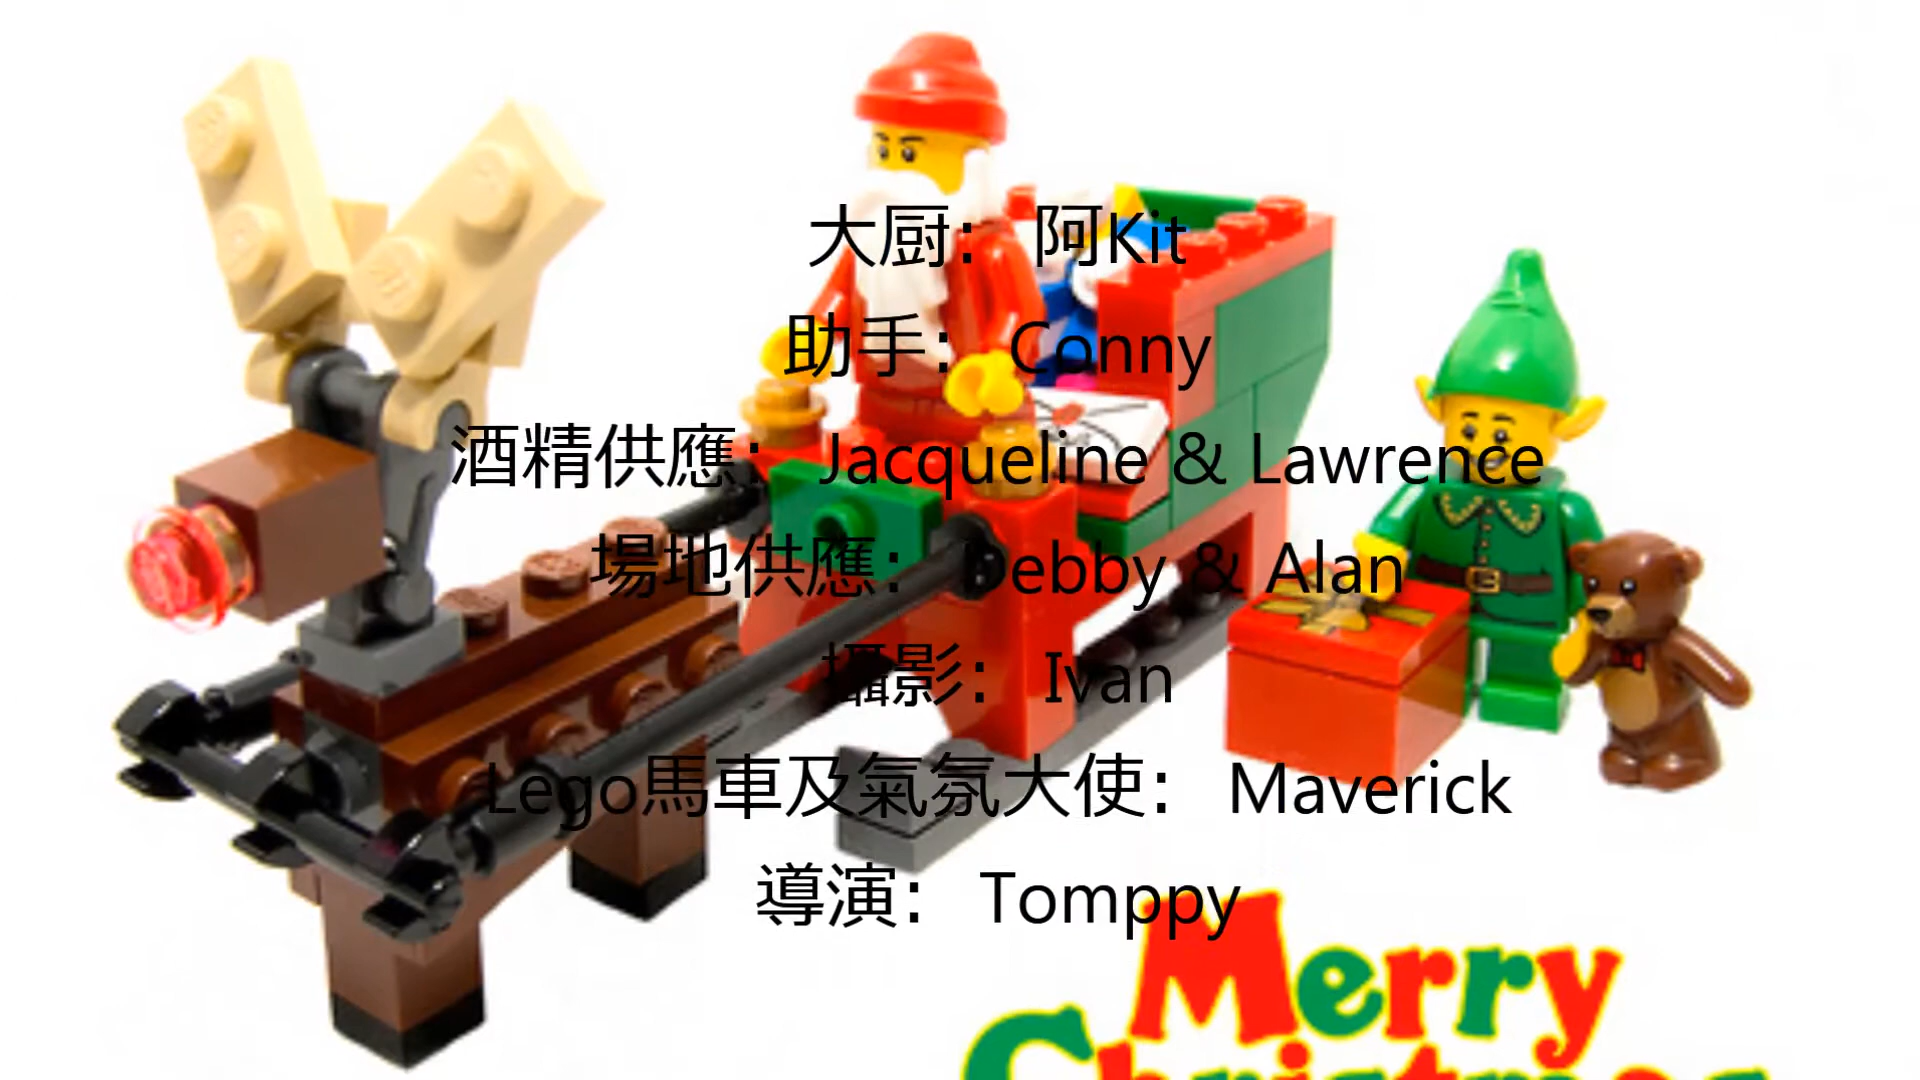 大厨： 阿Kit
助手： Conny
酒精供應： Jacqueline & Lawrence
場地供應： Debby & Alan
攝影： Ivan
Lego馬車及氣氛大使： Maverick
導演： Tomppy
Merry
Christmas